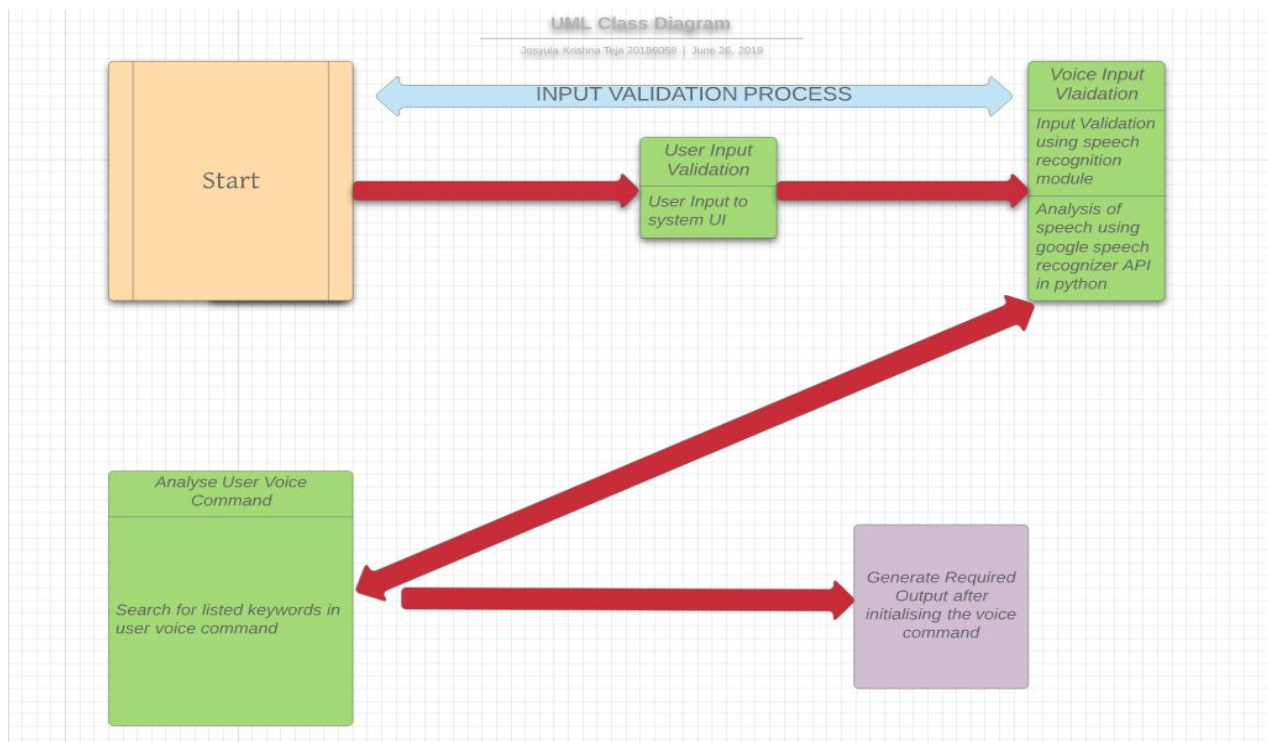 UML Class Diagram
Josyula Krishna Teja 20186058 | June 26, 2019
INPUT VALIDATION PROCESS
Start
User Input
Validation
User Input to
system UI
Voice Input
Vlaidation
Input Validation
using speech
recognition
module
Analysis of
speech using
google speech
recognizer API
in python
Analyse User Voice
Command
Search for listed keywords in
user voice command
Generate Required
Output after
initialising the voice
command